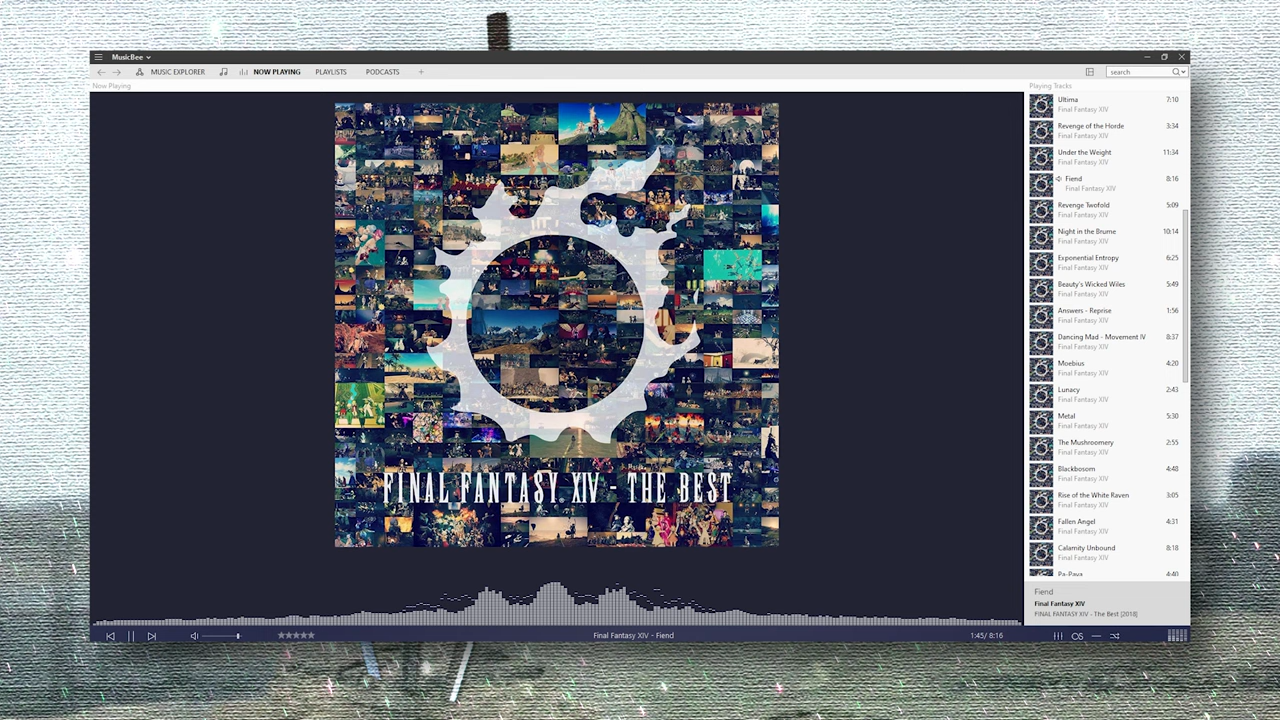 MusicBee
MUSIC EXPLORER
NOW PLAYING
PLAYLISTS
PODCASTS
+
search
Now Playing
Playing Tracks
Ultima 7:10
Final Fantasy XIV
Revenge of the Horde 3:34
Final Fantasy XIV
Under the Weight 11:34
Final Fantasy XIV
Fiend 8:16
Final Fantasy XIV
Revenge Twofold 5:09
Final Fantasy XIV
Night in the Brume 10:14
Final Fantasy XIV
Exponential Entropy 6:25
Final Fantasy XIV
Beauty's Wicked Wiles 5:49
Final Fantasy XIV
Answers - Reprise 1:56
Final Fantasy XIV
Dancing Mad - Movement IV 8:37
Final Fantasy XIV
Moebius 4:20
Final Fantasy XIV
Lunacy 2:43
Final Fantasy XIV
Metal 5:30
Final Fantasy XIV
The Mushroomery 2:55
Final Fantasy XIV
Blackbosom 4:48
Final Fantasy XIV
Rise of the White Raven 3:05
Final Fantasy XIV
Fallen Angel 4:31
Final Fantasy XIV
Calamity Unbound 8:18
Final Fantasy XIV
Pa-Paya 4:40
FINAL FANTASY XIV - THE BEST
Fiend
Final Fantasy XIV
FINAL FANTASY XIV - The Best [2018]
Final Fantasy XIV - Fiend
1:45/ 8:16